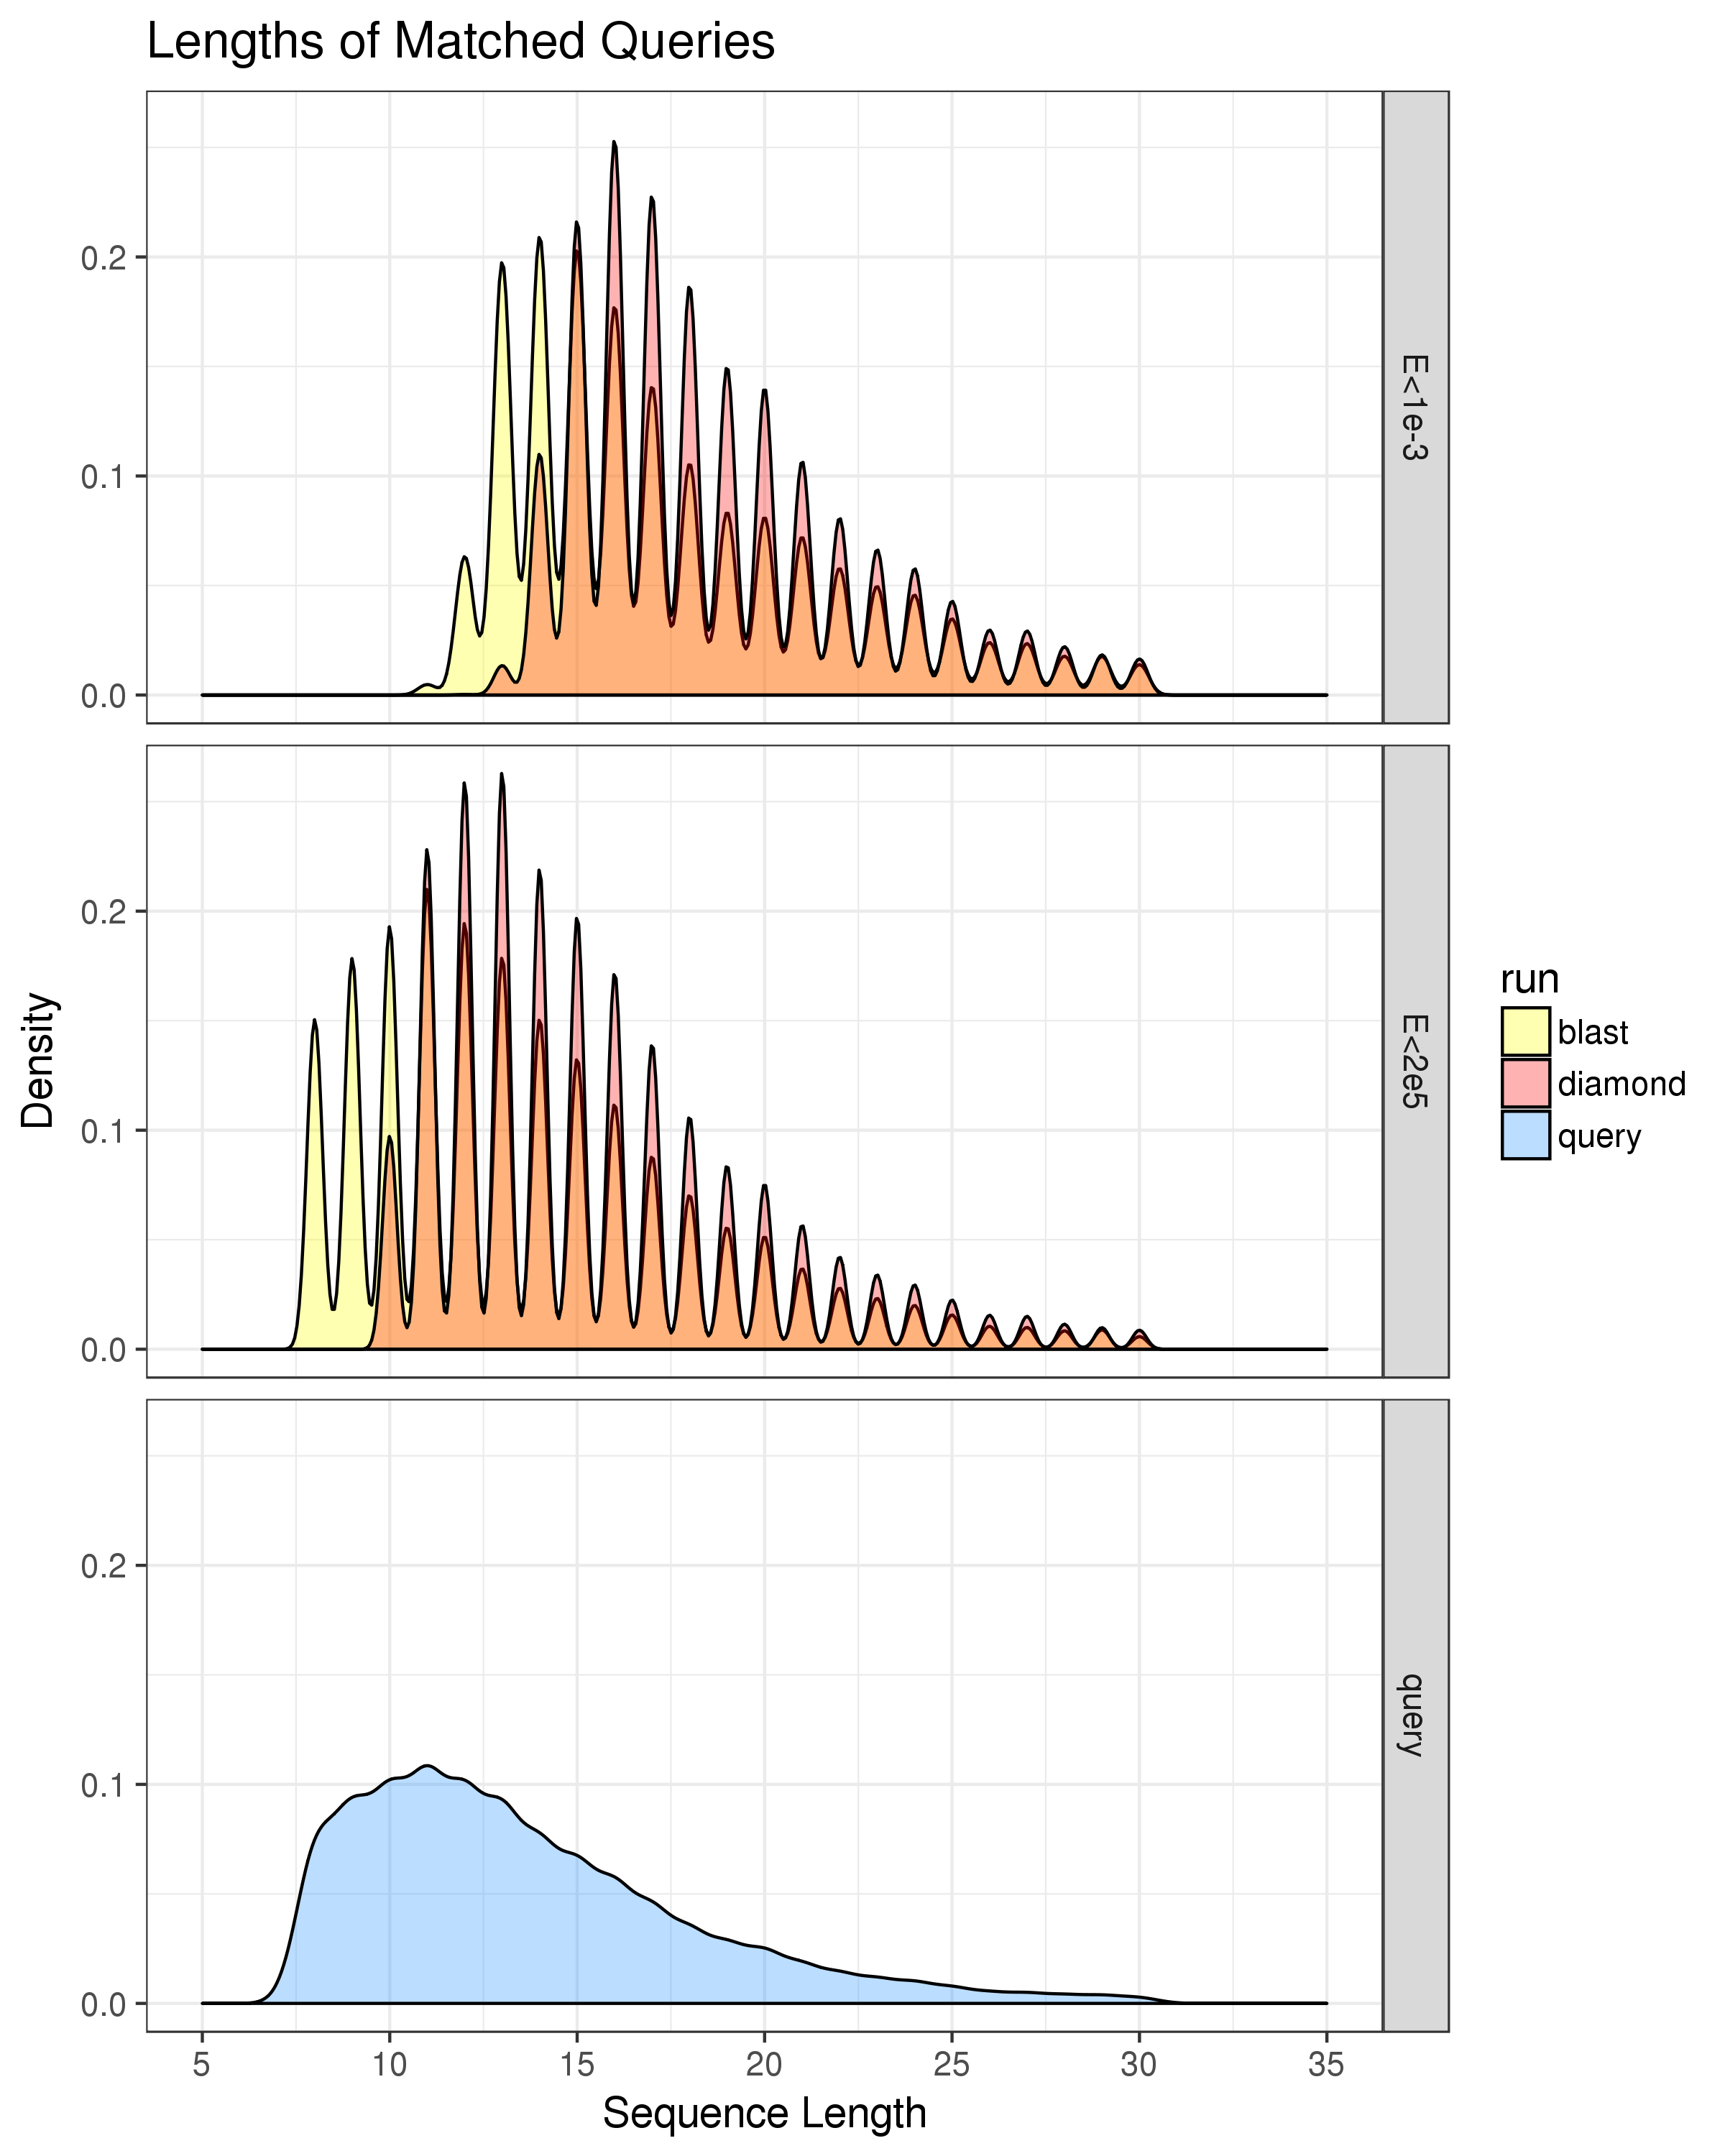 Lengths of Matched Queries
0.2
0.1
0.0
E<1e-3
0.2
0.1
0.0
E<2e5
0.2
0.1
0.0
query
Density
5 10 15 20 25 30 35
Sequence Length
run
blast
diamond
query